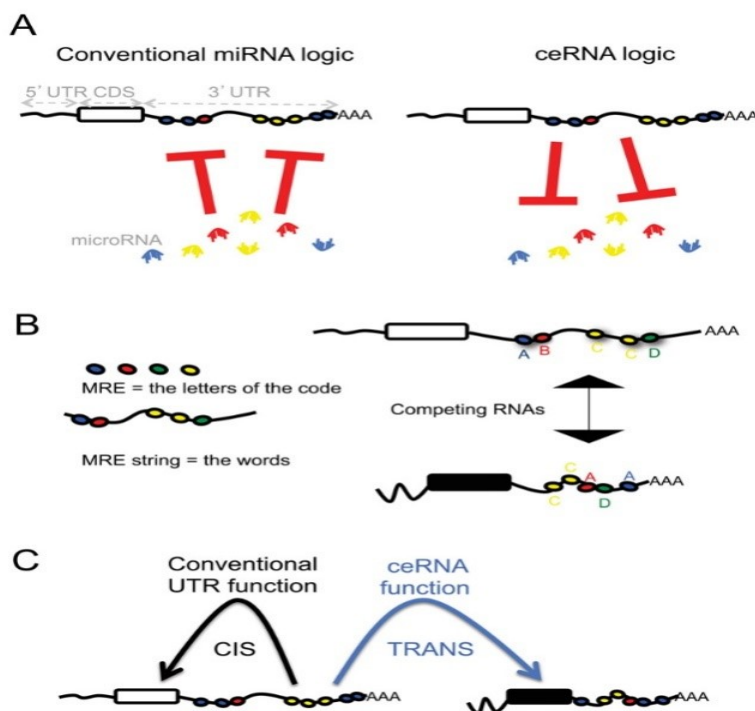 A
Conventional miRNA logic
ceRNA logic
5' UTR CDS 3' UTR
AAA
AAA
microRNA
B
AAA
A B C C D
MRE = the letters of the code
Competing RNAs
MRE string = the words
C A A
AAA
C D
C
Conventional
UTR function
ceRNA
function
CIS
TRANS
AAA
AAA